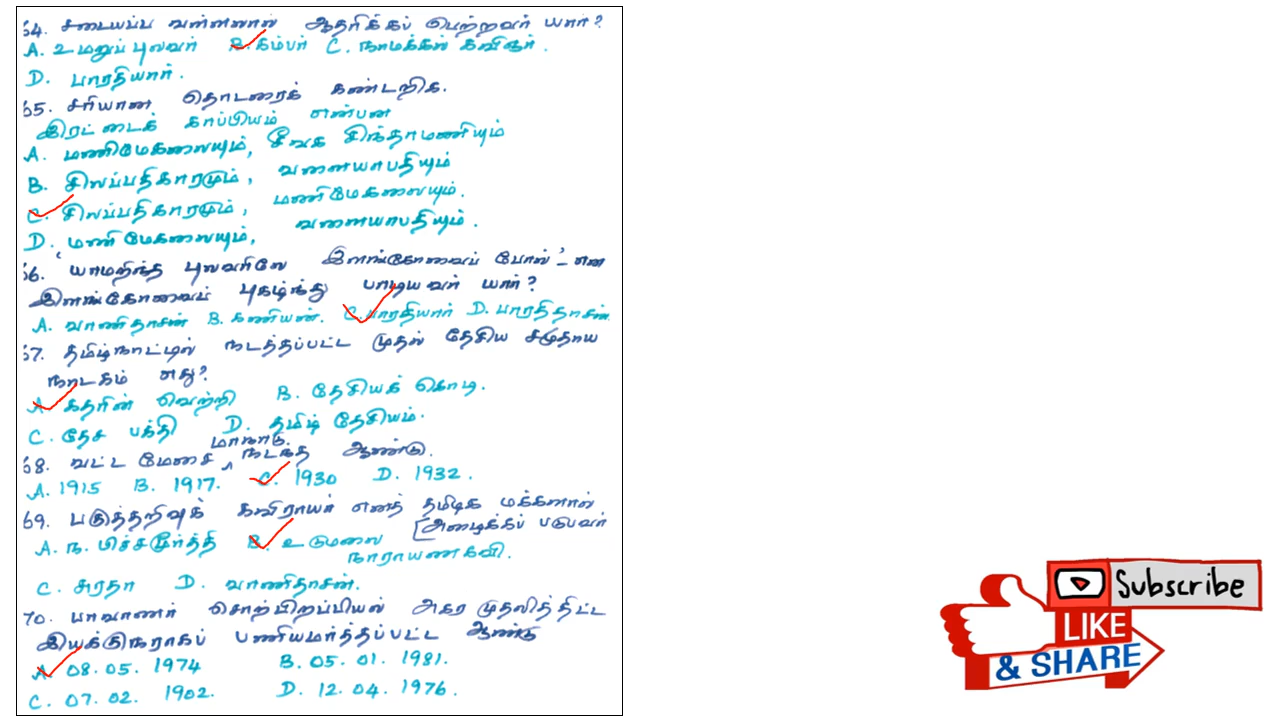 64. சடையப்ப வள்ளலால் ஆதரிக்கப் பெற்றவர் யார்?
A. உமறுப் புலவர் B. கம்பர் C. நாமக்கல் கவிஞர்.
D. பாரதியார்.
65. சரியான தொடரைக் கண்டறிக.
இரட்டைக் காப்பியம் என்பன
A. மணிமேகலையும், சீவக சிந்தாமணியும்
B. சிலப்பதிகாரமும், வளையாபதியும்
C. சிலப்பதிகாரமும், மணிமேகலையும்.
D. மணிமேகலையும், வளையாபதியும்.
66. 'யாமறிந்த புலவரிலே இளங்கோவைப் போல்' - என
இளங்கோவைப் புகழ்ந்து பாடியவர் யார்?
A. வாணிதாசன் B. கணியன். C. பாரதியார் D. பாரதிதாசன்.
67. தமிழ்நாட்டில் நடத்தப்பட்ட முதல் தேசிய சமுதாய
நாடகம் எது?
A. கதரின் வெற்றி B. தேசியக் கொடி.
C. தேச பக்தி D. தமிழ் தேசியம்.
68. வட்ட மேசை மாநாடு நடந்த ஆண்டு.
A. 1915 B. 1917. C. 1930 D. 1932.
69. பகுத்தறிவுக் கவிராயர் எனத் தமிழக மக்களால்
[அழைக்கப் படுபவர்
A. ந. பிச்சமூர்த்தி B. உடுமலை
நாராயணகவி.
C. சுரதா D. வாணிதாசன்.
70. பாவாணர் சொற்பிறப்பியல் அகர முதலித்திட்ட
இயக்குநராகப் பணியமர்த்தப்பட்ட ஆண்டு
A. 08.05.1974 B. 05.01.1981.
C. 07.02.1902. D. 12.04.1976.
Subscribe
LIKE
& SHARE